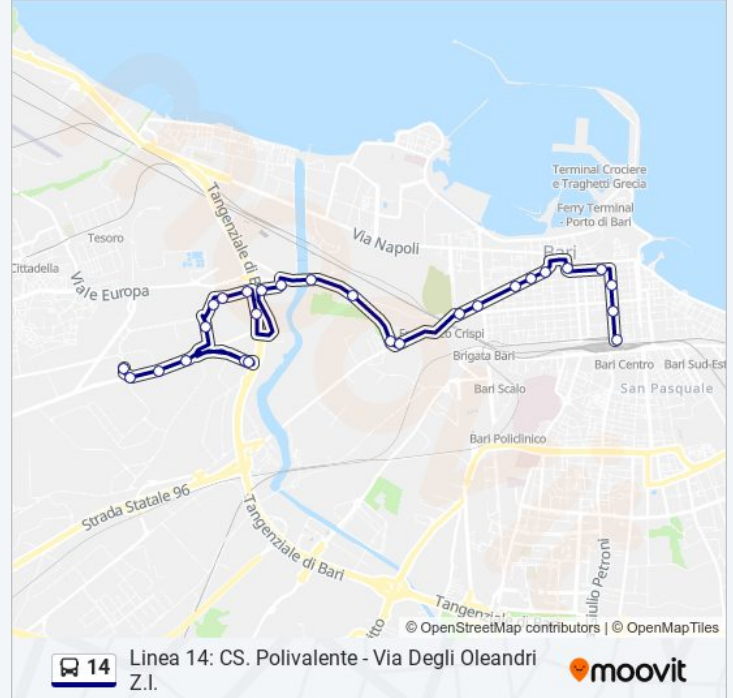 Terminal Crociere
e Traghetti Grecia
Ferry Terminal
- Porto di Bari
Tangenziale di B
Via Napoli
Bari
Tesoro
Cittadella
Viale Europa
Crispi
Brigata Bari
Bari Centro
Bari Sud-Est
Bari Scalo
San Pasquale
Bari Policlinico
Strada Statale 96
Tangenziale di Bari
iulio Petroni
Tangenzi
© OpenStreetMap contributors | © OpenMapTiles
14
Linea 14: CS. Polivalente - Via Degli Oleandri
Z.I.
moovit